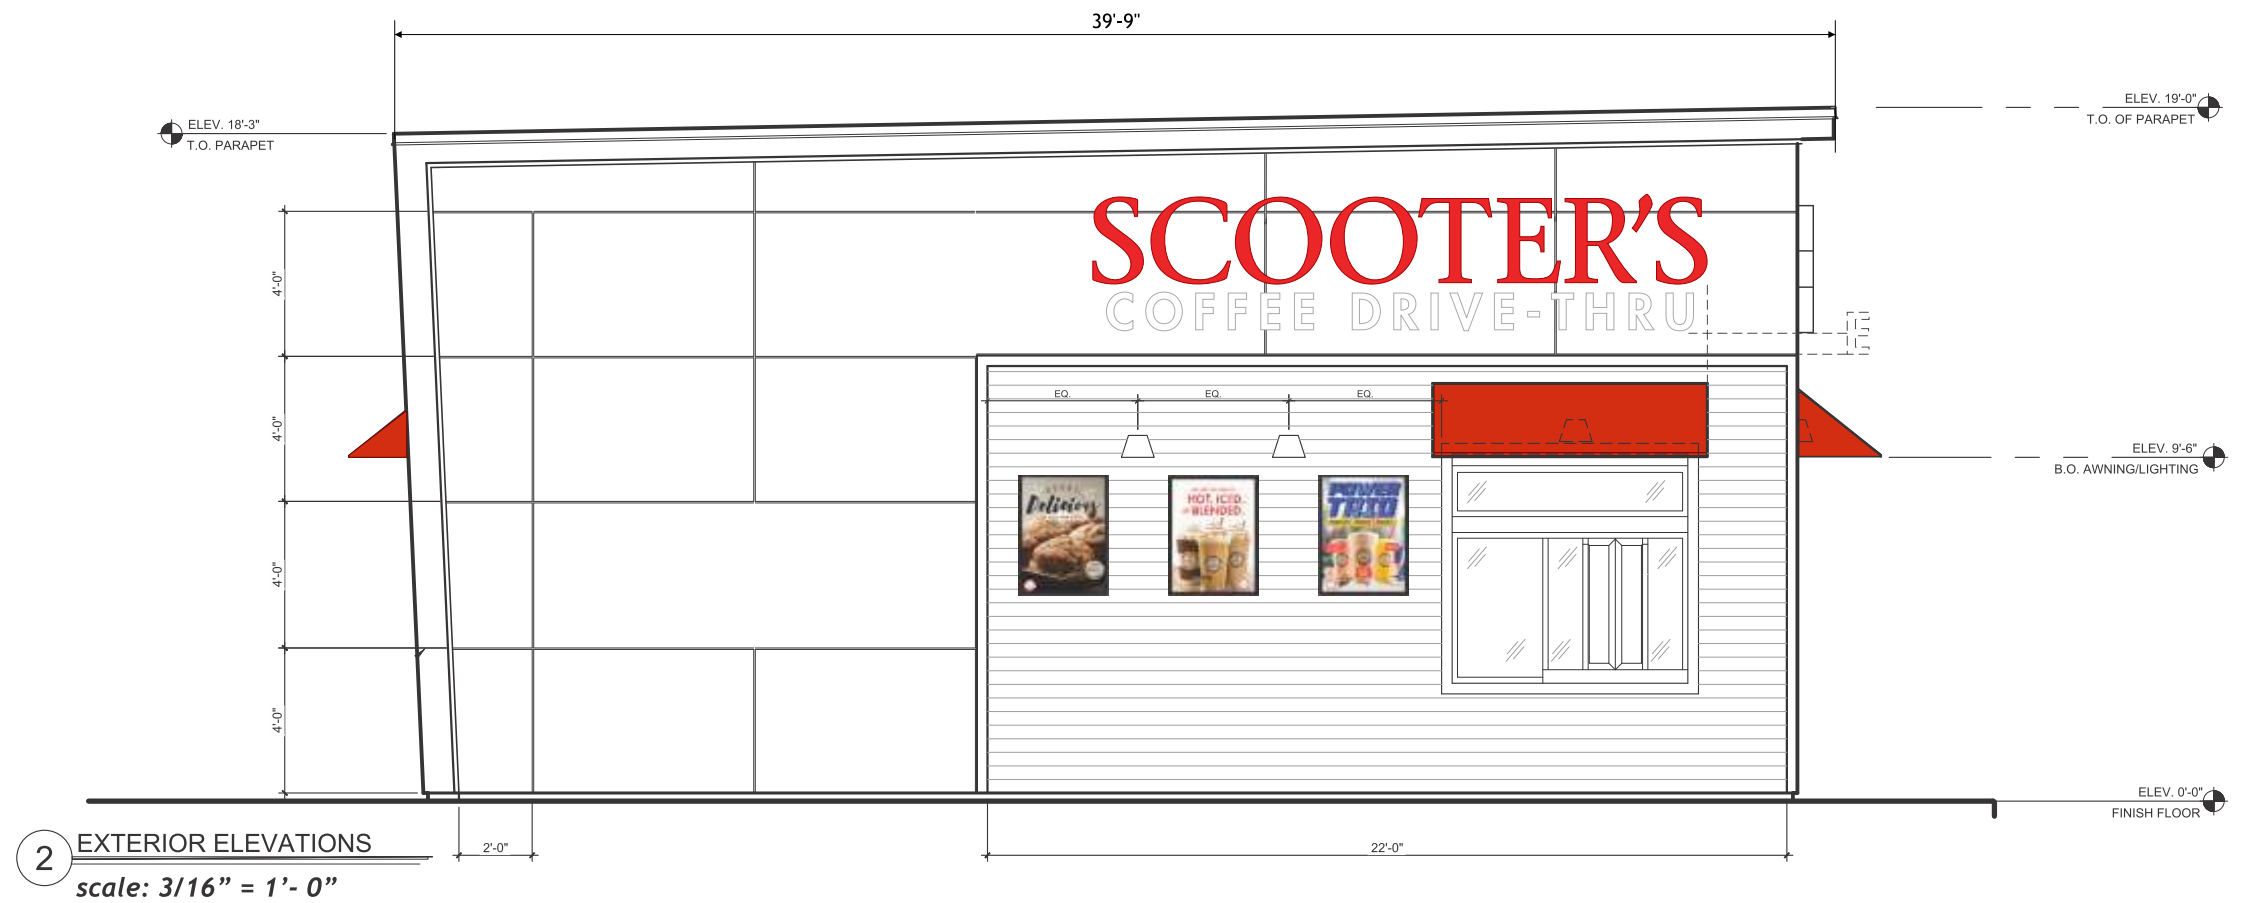 39'-9"
ELEV. 19'-0"
T.O. OF PARAPET
ELEV. 18'-3"
T.O. PARAPET
SCOOTER'S
COFFEE DRIVE-THRU
4'-0"
4'-0"
4'-0"
4'-0"
EQ.
EQ.
EQ.
ELEV. 9'-6"
B.O. AWNING/LIGHTING
Delicious
HOT, ICED,
BLENDED.
POWER
TRIO
ELEV. 0'-0"
FINISH FLOOR
2'-0"
22'-0"
2
EXTERIOR ELEVATIONS
scale: 3/16” = 1’- 0”